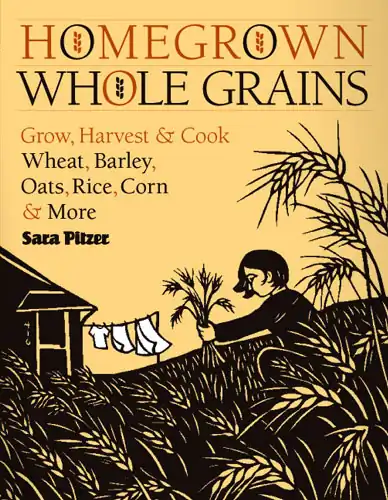 HOMEGROWN
WHOLE GRAINS
Grow, Harvest & Cook
Wheat, Barley,
Oats, Rice, Corn
& More
Sara Pitzer